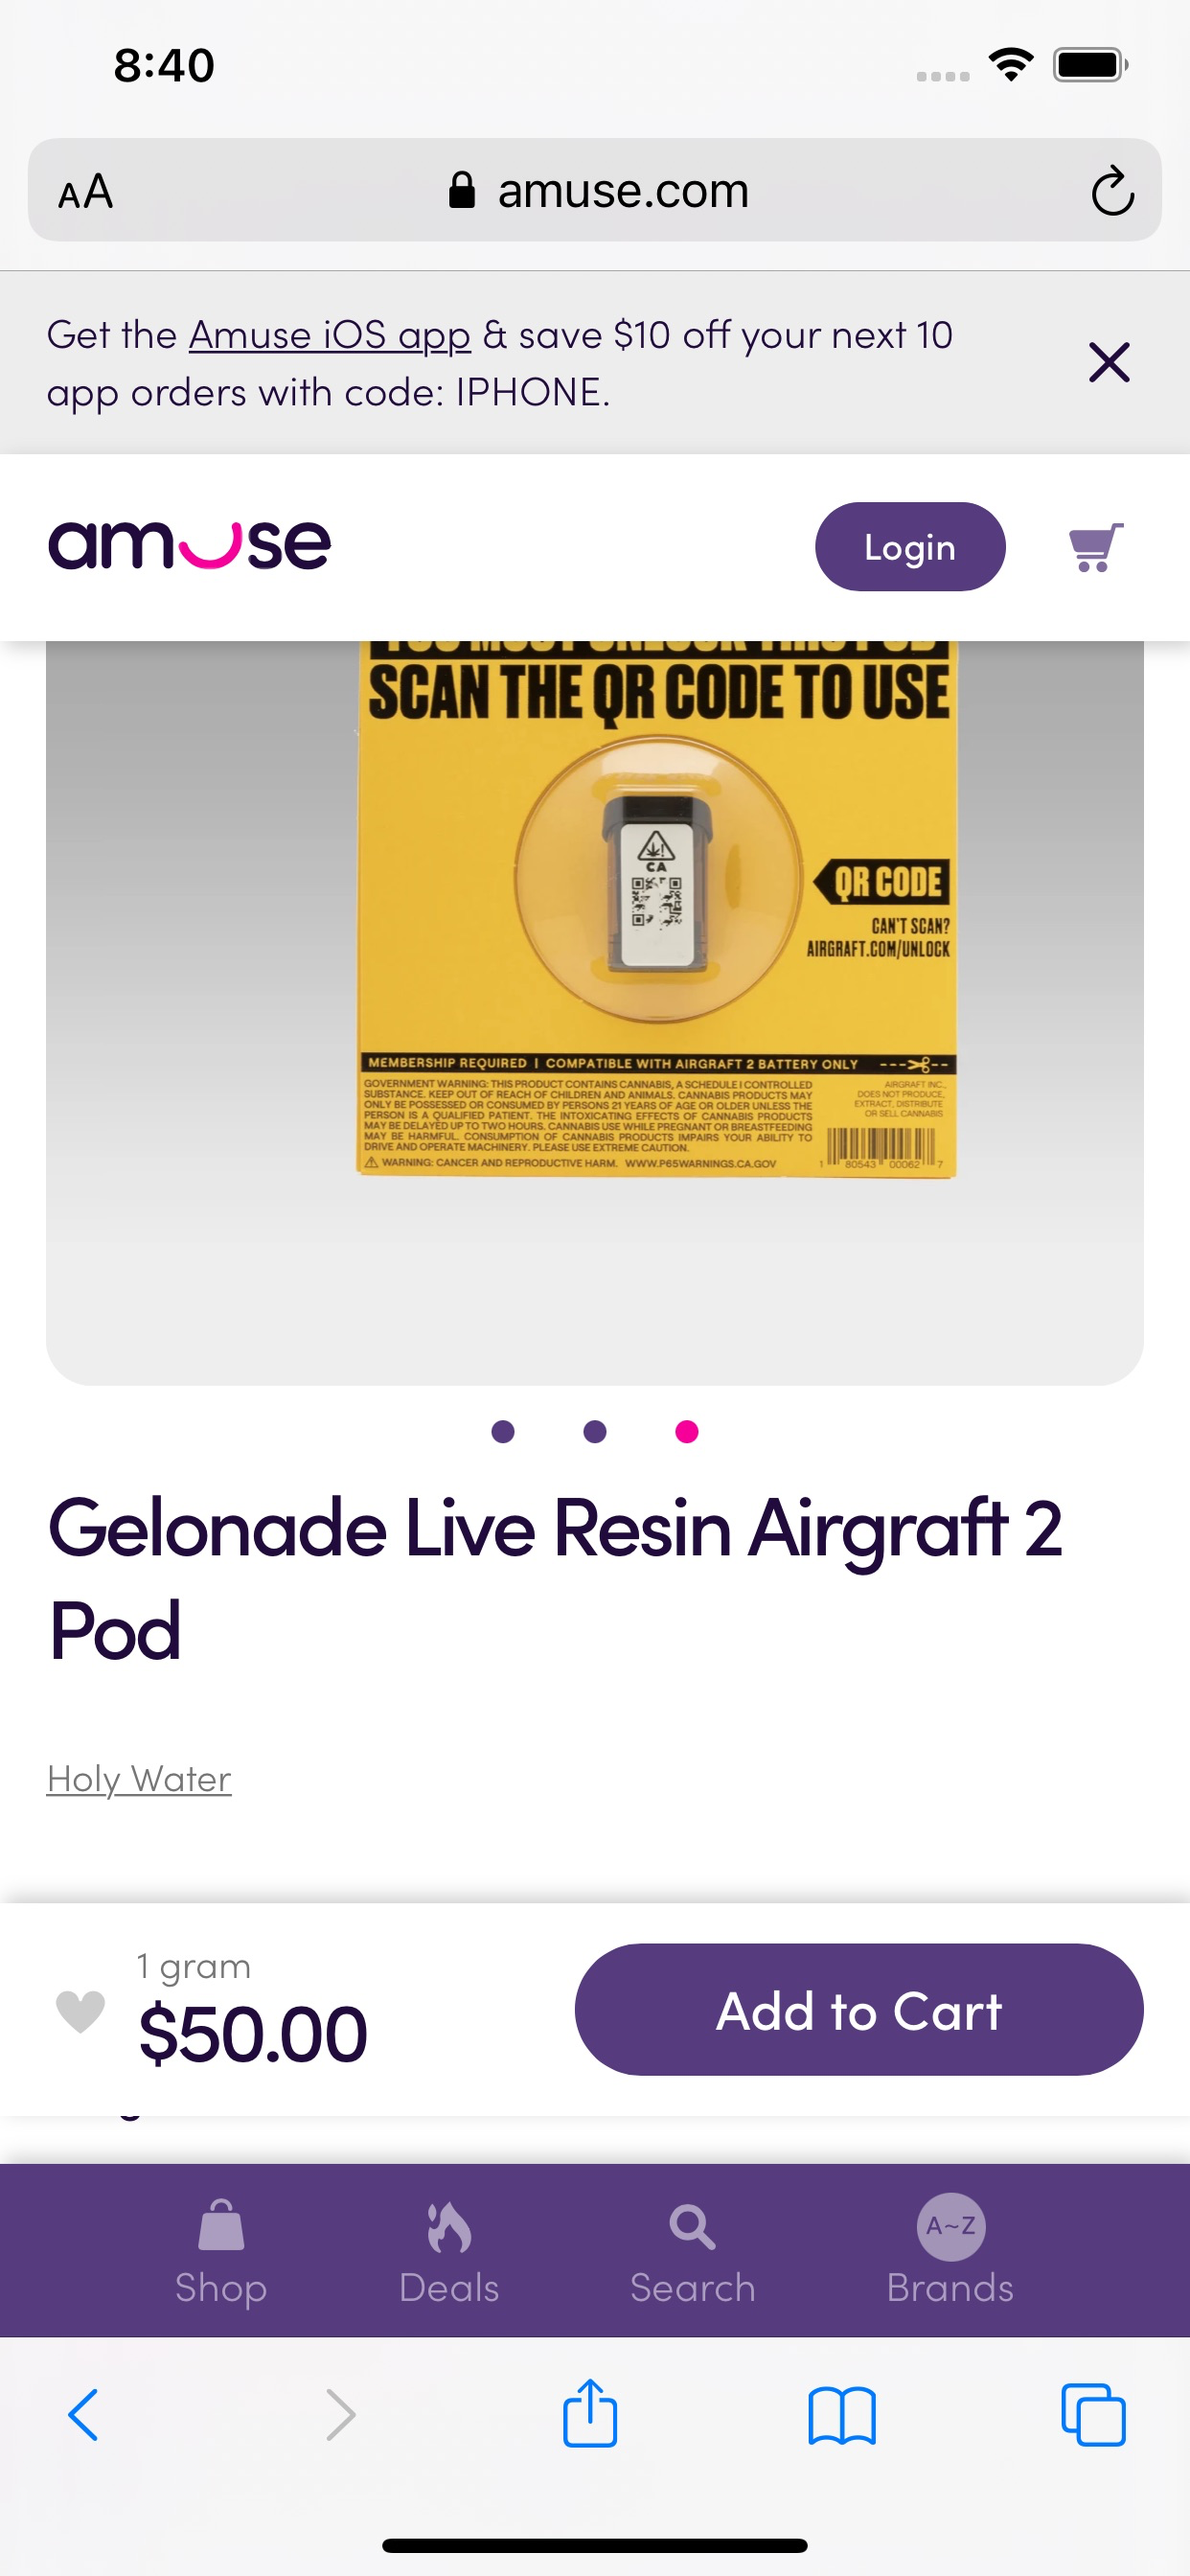 8:40
AA
amuse.com
Get the Amuse iOS app & save $10 off your next 10
app orders with code: IPHONE.
amuse
Login
YOU MUST UNLOCK THIS POD
SCAN THE QR CODE TO USE
CA
QR CODE
CAN'T SCAN?
AIRGRAFT.COM/UNLOCK
MEMBERSHIP REQUIRED | COMPATIBLE WITH AIRGRAFT 2 BATTERY ONLY
GOVERNMENT WARNING: THIS PRODUCT CONTAINS CANNABIS, A SCHEDULE I CONTROLLED
SUBSTANCE. KEEP OUT OF REACH OF CHILDREN AND ANIMALS. CANNABIS PRODUCTS MAY
ONLY BE POSSESSED OR CONSUMED BY PERSONS 21 YEARS OF AGE OR OLDER UNLESS THE
PERSON IS A QUALIFIED PATIENT. THE INTOXICATING EFFECTS OF CANNABIS PRODUCTS
MAY BE DELAYED UP TO TWO HOURS. CANNABIS USE WHILE PREGNANT OR BREASTFEEDING
MAY BE HARMFUL. CONSUMPTION OF CANNABIS PRODUCTS IMPAIRS YOUR ABILITY TO
DRIVE AND OPERATE MACHINERY. PLEASE USE EXTREME CAUTION.
WARNING: CANCER AND REPRODUCTIVE HARM. WWW.P65WARNINGS.CA.GOV
AIRGRAFT INC.,
DOES NOT PRODUCE,
EXTRACT, DISTRIBUTE
OR SELL CANNABIS
1 80543 00062 7
Gelonade Live Resin Airgraft 2
Pod
Holy Water
1 gram
$50.00
Add to Cart
Shop
Deals
Search
A~Z
Brands